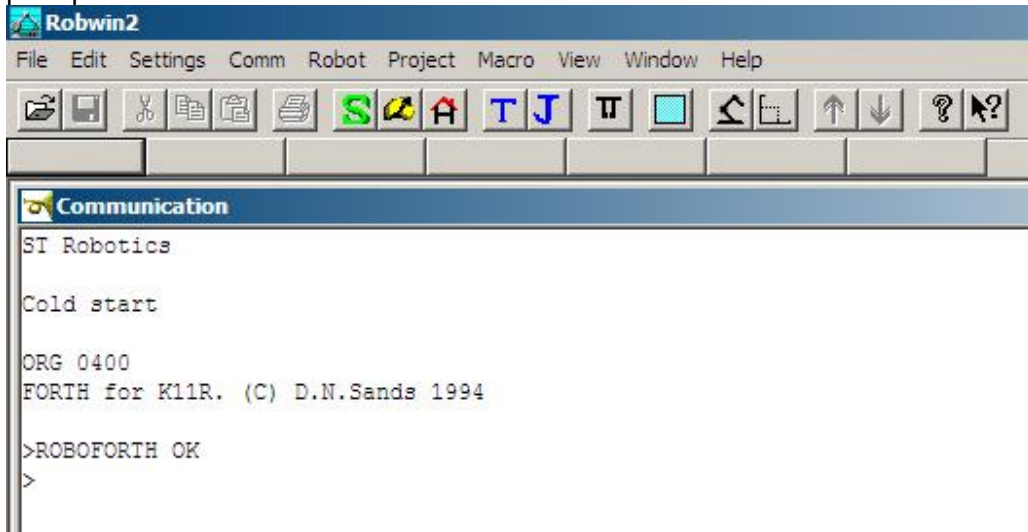 Robwin2
File Edit Settings Comm Robot Project Macro View Window Help
S A T J π ? ?
Communication
ST Robotics
Cold start
ORG 0400
FORTH for K11R. (C) D.N.Sands 1994
>ROBOFORTH OK
>